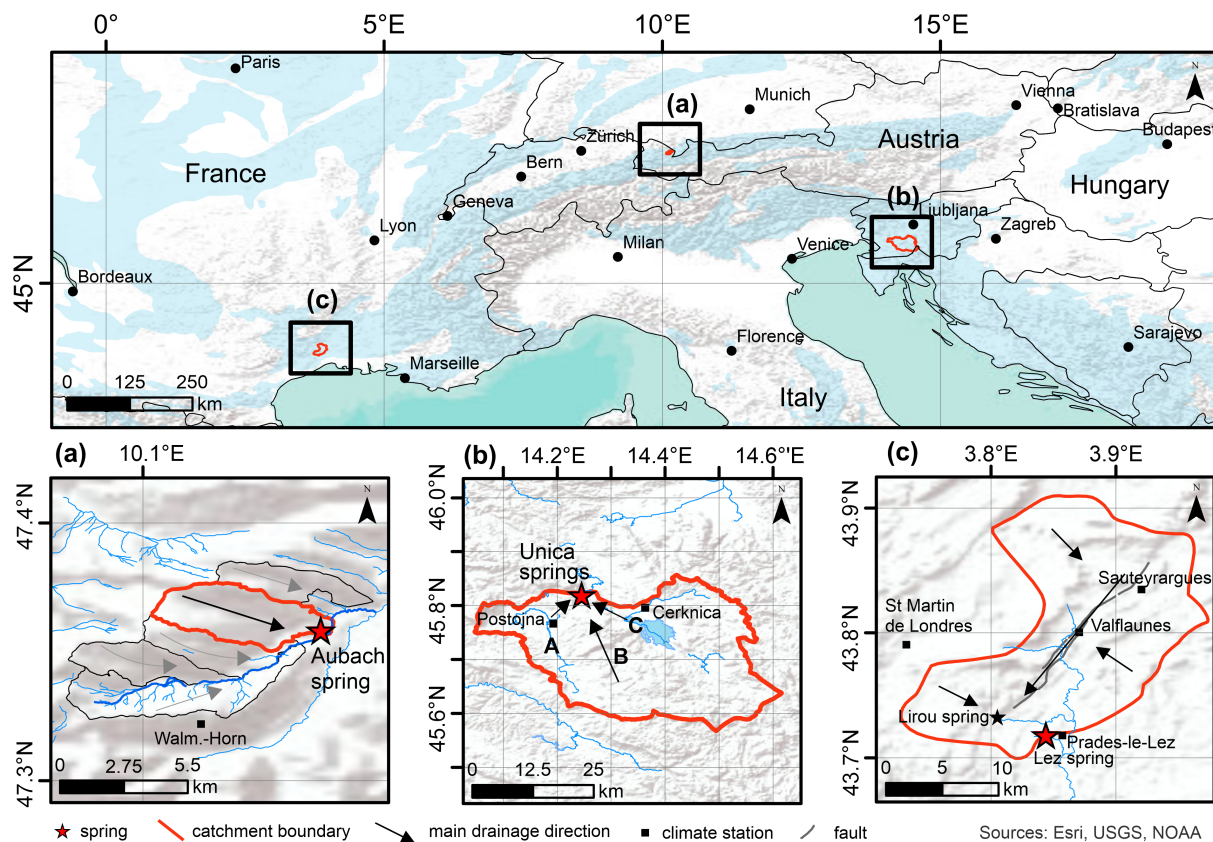 0° 5°E 10°E 15°E
Paris
N
Munich
Vienna
Bratislava
(a)
Zürich
Austria
Budapest
France
Bern
Hungary
Geneva
(b)
Ljubljana
Lyon
Zagreb
Milan
Venice
45°N
Bordeaux
(c)
Florence
Sarajevo
Marseille
Italy
0 125 250
km
(a)
10.1°E
N
47.4°N
Aubach
spring
Walm.-Horn
47.3°N
0 2.75 5.5
km
(b)
14.2°E 14.4°E 14.6°E
N
46.0°N
Unica
springs
45.8°N
Postojna
Cerknica
A
B
C
45.6°N
0 12.5 25
km
(c)
3.8°E 3.9°E
N
43.9°N
Sauteyrargues
St Martin
de Londres
Valflaunes
43.8°N
Lirou spring
Prades-le-Lez
Lez spring
43.7°N
0 5 10
km
spring catchment boundary main drainage direction climate station fault Sources: Esri, USGS, NOAA